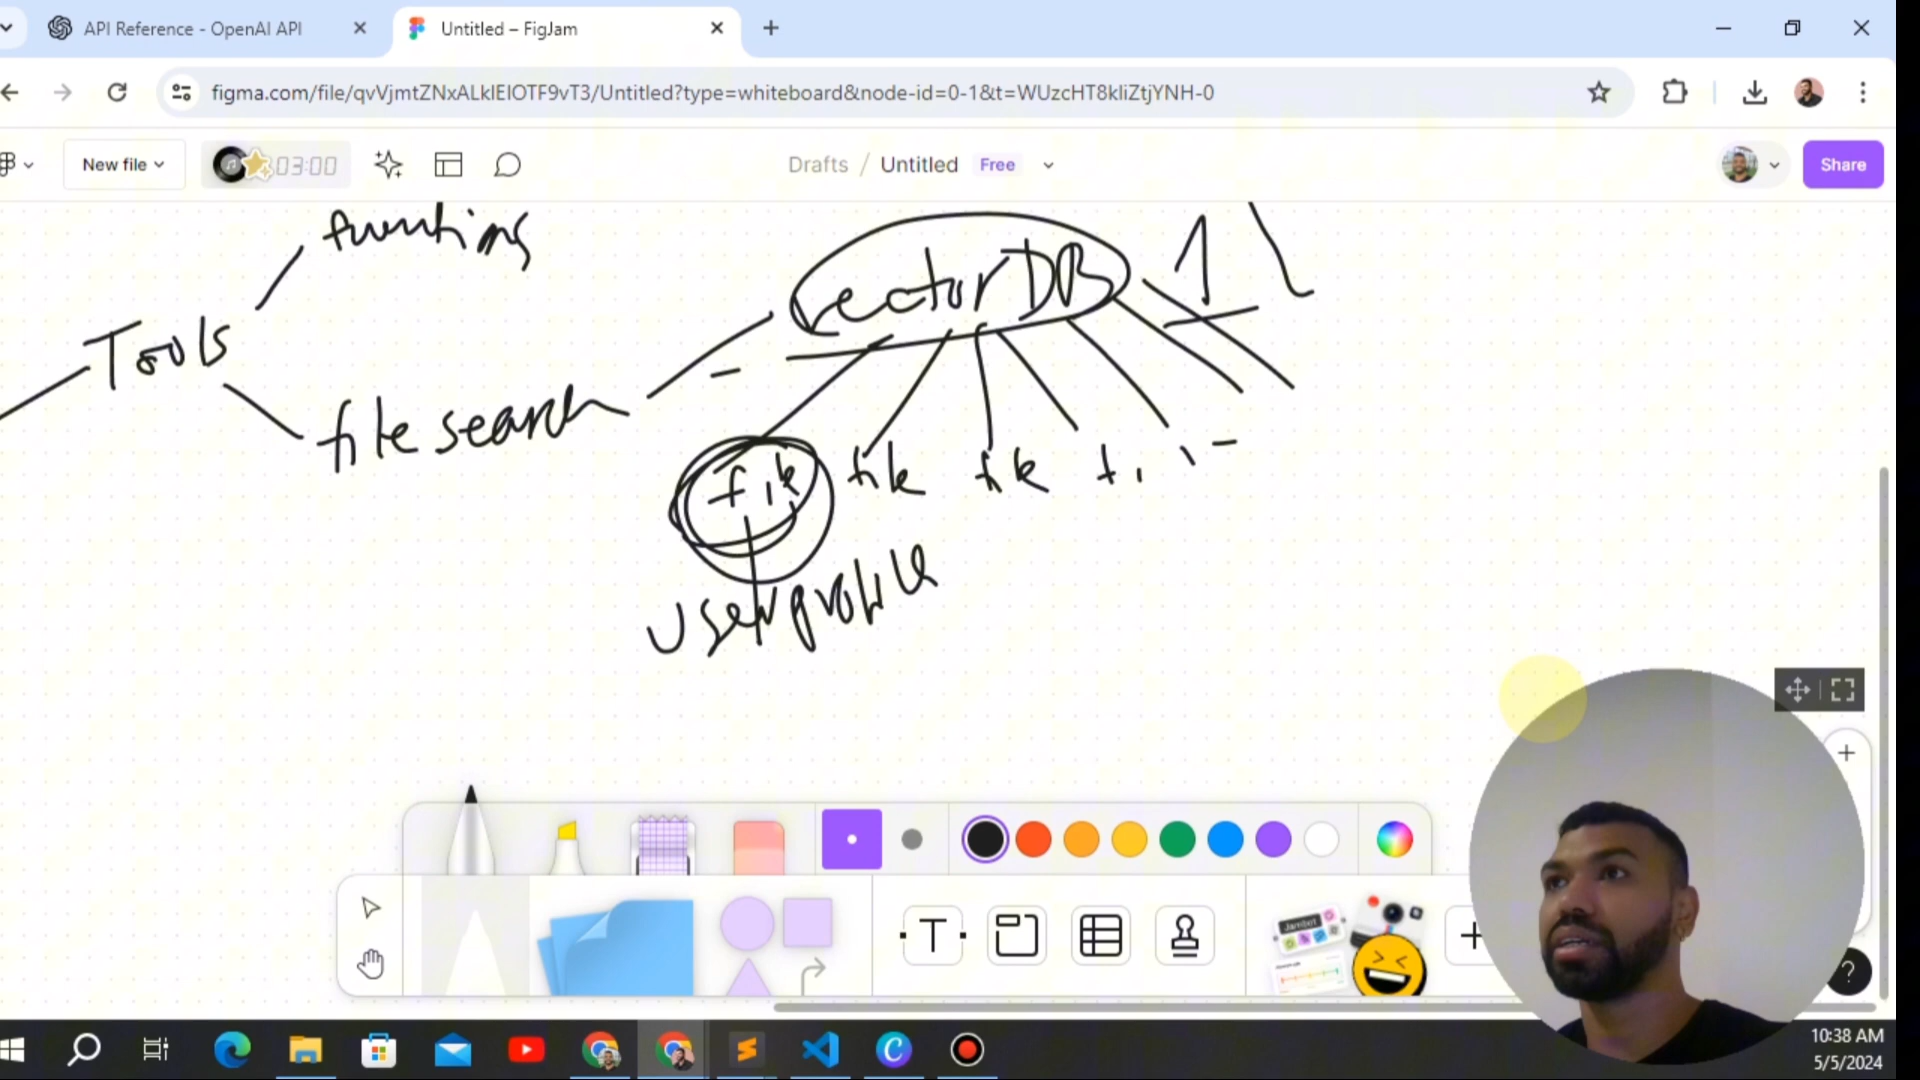 API Reference - OpenAI API
Untitled – FigJam
figma.com/file/qvVjmtZNxALkIEIOTF9vT3/Untitled?type=whiteboard&node-id=0-1&t=WUzcHT8kIiZtjYNH-0
New file
03:00
Drafts / Untitled Free
Share
functions
vectorDB 1
Tools
file search
file file file f
user profile
T
?
10:38 AM
5/5/2024